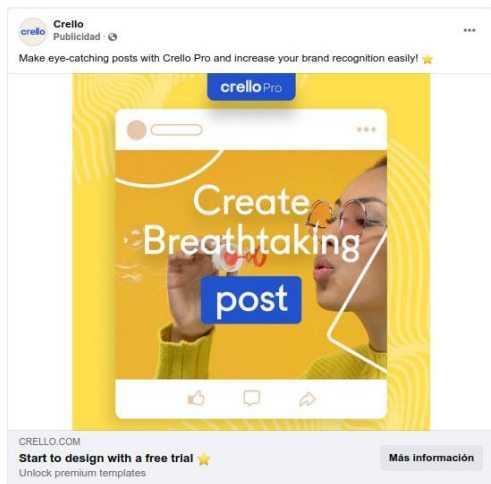 crello
Crello
Publicidad ·
Make eye-catching posts with Crello Pro and increase your brand recognition easily! ⭐
crello Pro
Create
Breathtaking
post
CRELLO.COM
Start to design with a free trial ⭐
Unlock premium templates
Más información